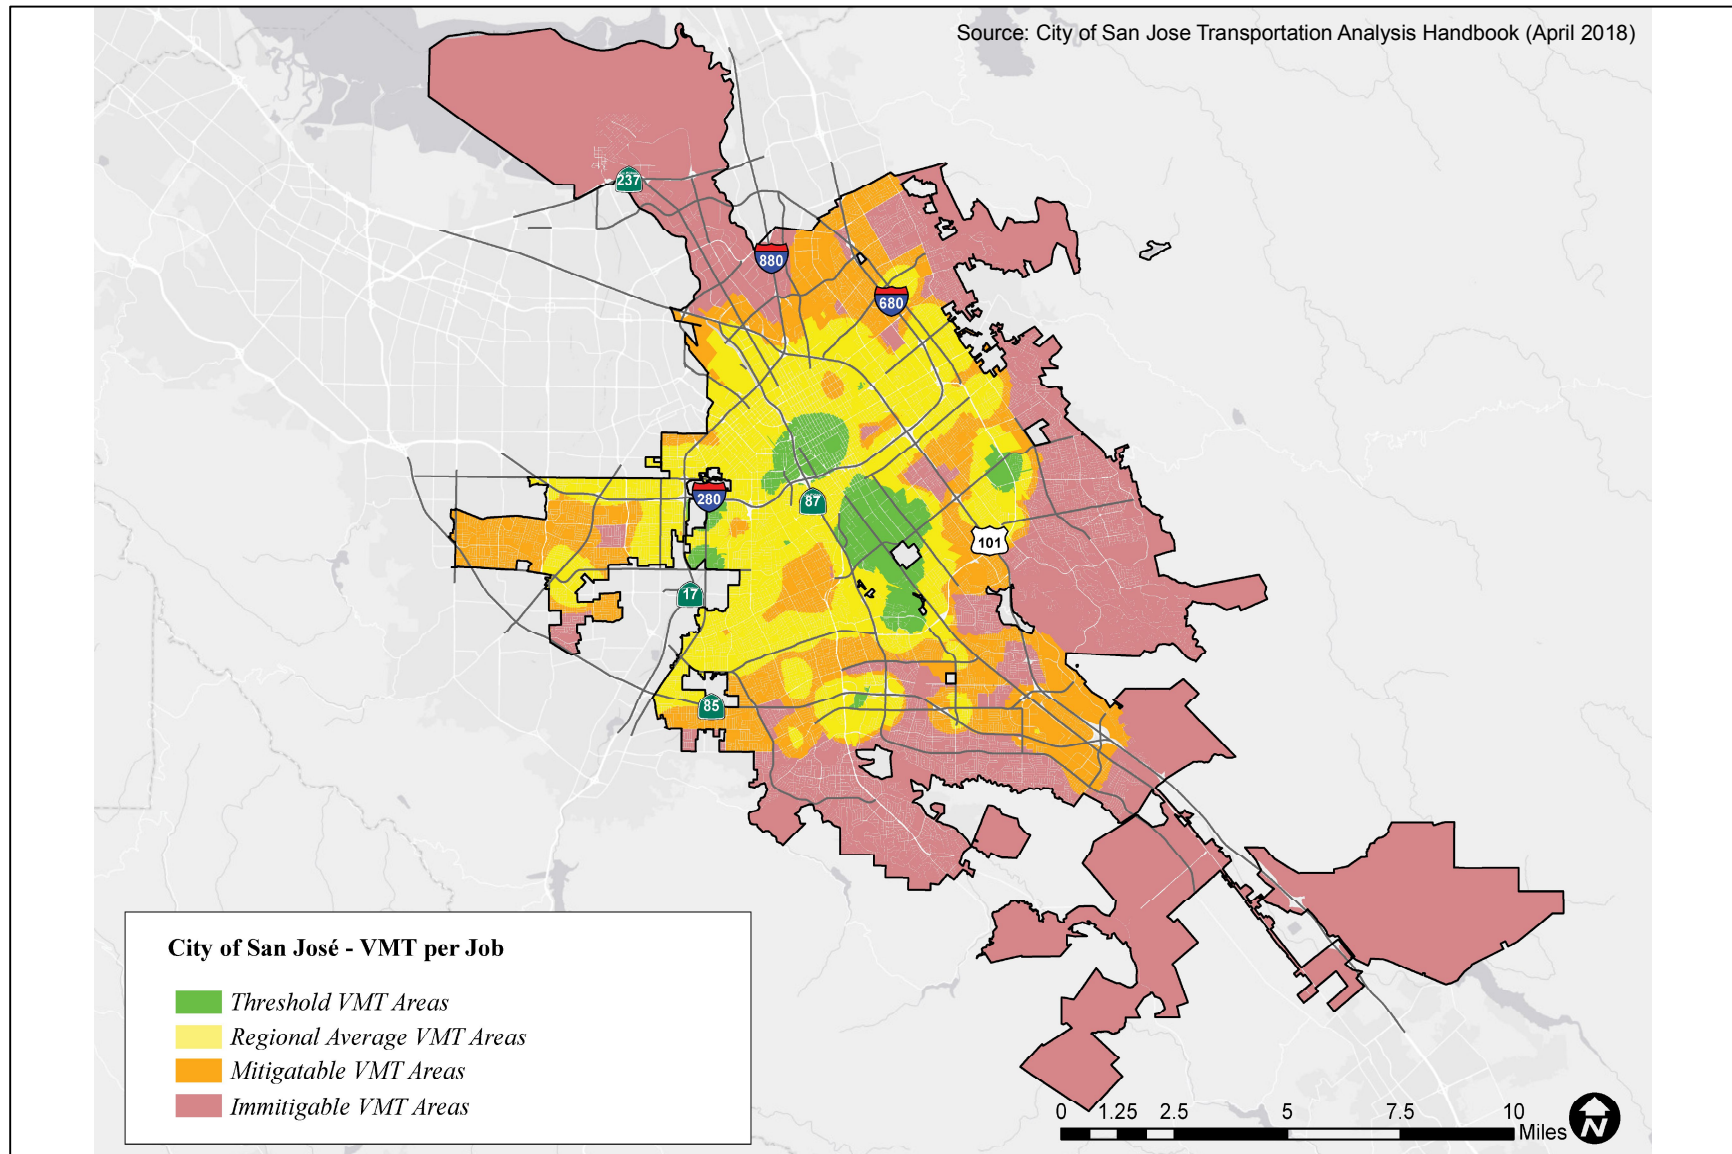 Source: City of San Jose Transportation Analysis Handbook (April 2018)
237
880
680
280
87
101
17
85
City of San José - VMT per Job
Threshold VMT Areas
Regional Average VMT Areas
Mitigatable VMT Areas
Immitigable VMT Areas
0 1.25 2.5 5 7.5 10
Miles
N